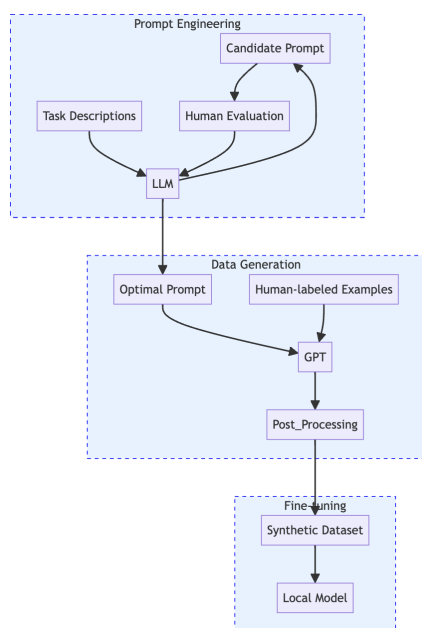 Prompt Engineering
Candidate Prompt
Task Descriptions
Human Evaluation
LLM
Data Generation
Optimal Prompt
Human-labeled Examples
GPT
Post_Processing
Fine-tuning
Synthetic Dataset
Local Model